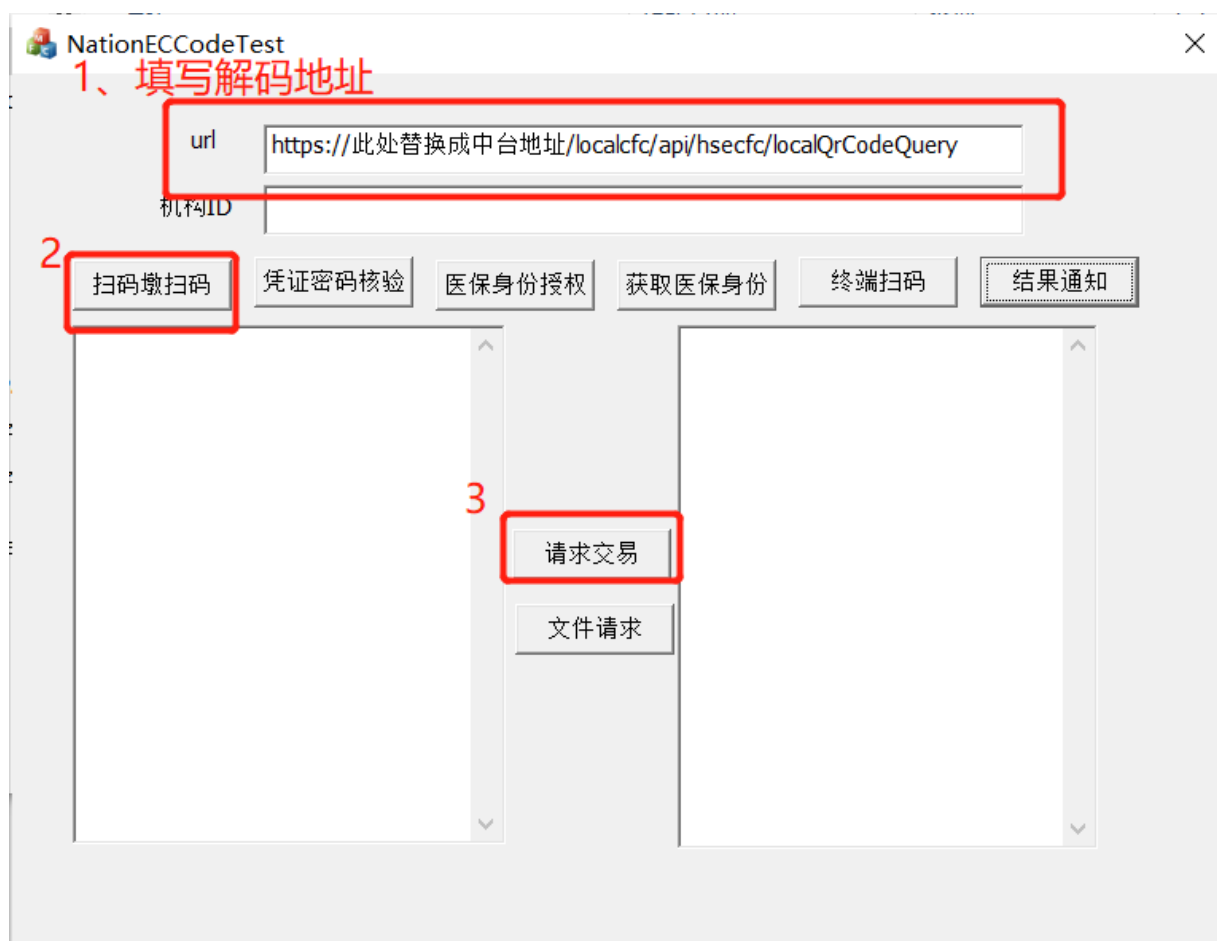 NationECCodeTest
1、填写解码地址
url
https://此处替换成中台地址/localcfc/api/hsecfc/localQrCodeQuery
机构ID
2
扫码墩扫码
凭证密码核验
医保身份授权
获取医保身份
终端扫码
结果通知
3
请求交易
文件请求